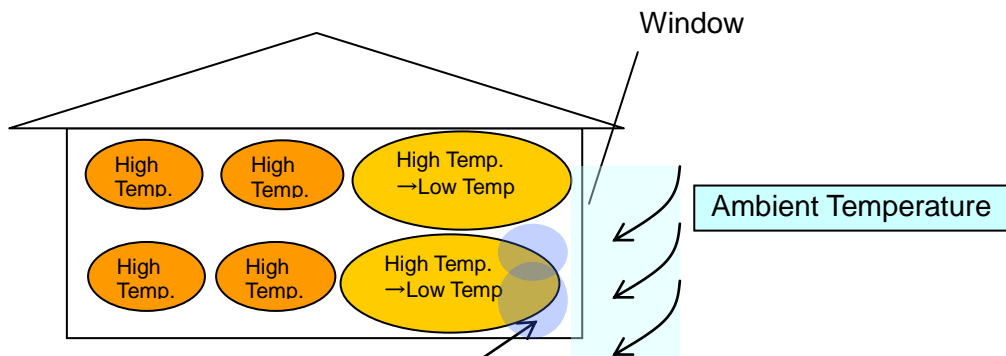 Window
High
Temp.
High
Temp.
High Temp.
→Low Temp
Ambient Temperature
High
Temp.
High
Temp.
High Temp.
→Low Temp